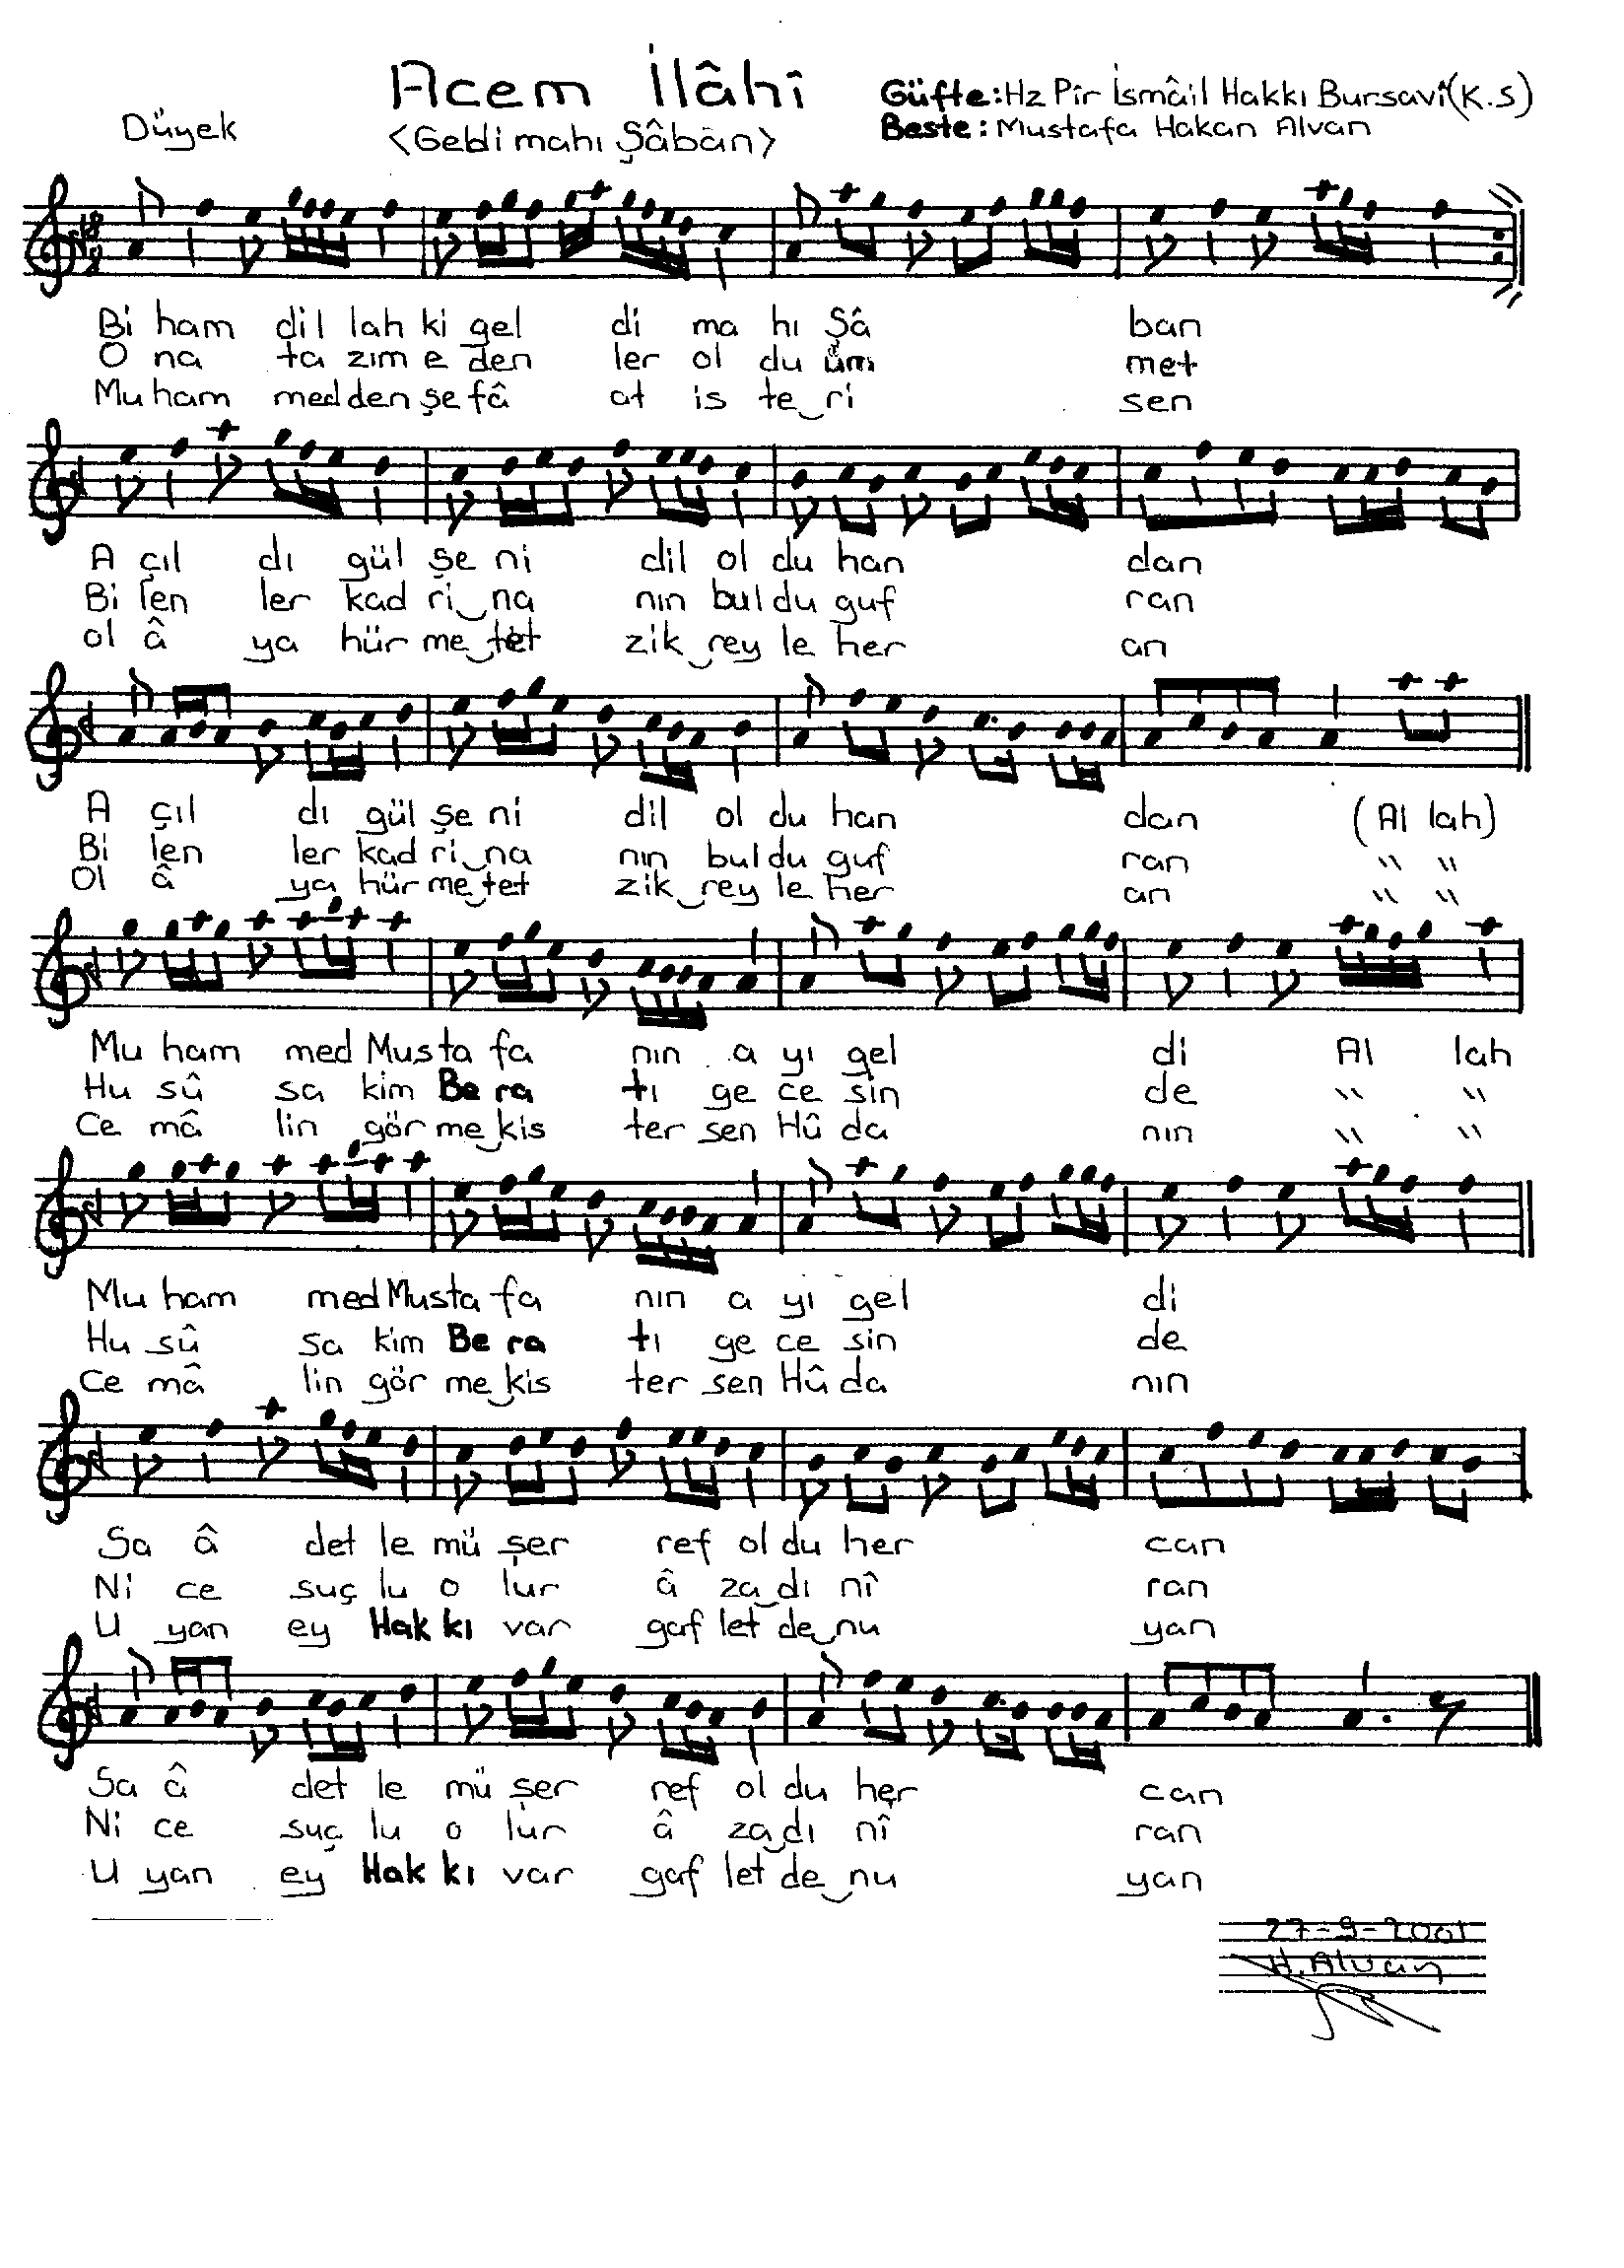 Acem İlâhî
Güfte: Hz Pîr İsmâil Hakkı Bursavî (K.S)
Düyek
<Geldi mahı Şâbân>
Beste: Mustafa Hakan Alvan
Bi ham dil lah ki gel di ma hı Şâ ban
O na ta zım e den ler ol du üm met
Mu ham med den şe fâ at is te ri sen
A çıl dı gül şe ni dil ol du han dan
Bi len ler kad ri na nın bul du guf ran
ol â ya hür me tet zik rey le her an
A çıl dı gül şe ni dil ol du han dan (Al lah)
Bi len ler kad ri na nın bul du guf ran " "
Ol â ya hür me tet zik rey le her an " "
Mu ham med Mus ta fa nın a yı gel di Al lah
Hu sû sa kim Be ra tı ge ce sin de " "
Ce mâ lin gör me kis ter sen Hû da nın " "
Mu ham med Mus ta fa nın a yı gel di
Hu sû sa kim Be ra tı ge ce sin de
Ce mâ lin gör me kis ter sen Hû da nın
Sa â det le mü şer ref ol du her can
Ni ce suç lu o lur â za dı nî ran
U yan ey Hak kı var gaf let de nu yan
Sa â det le mü şer ref ol du her can
Ni ce suç lu o lur â za dı nî ran
U yan ey Hak kı var gaf let de nu yan
27-9-2001
H. Alvan